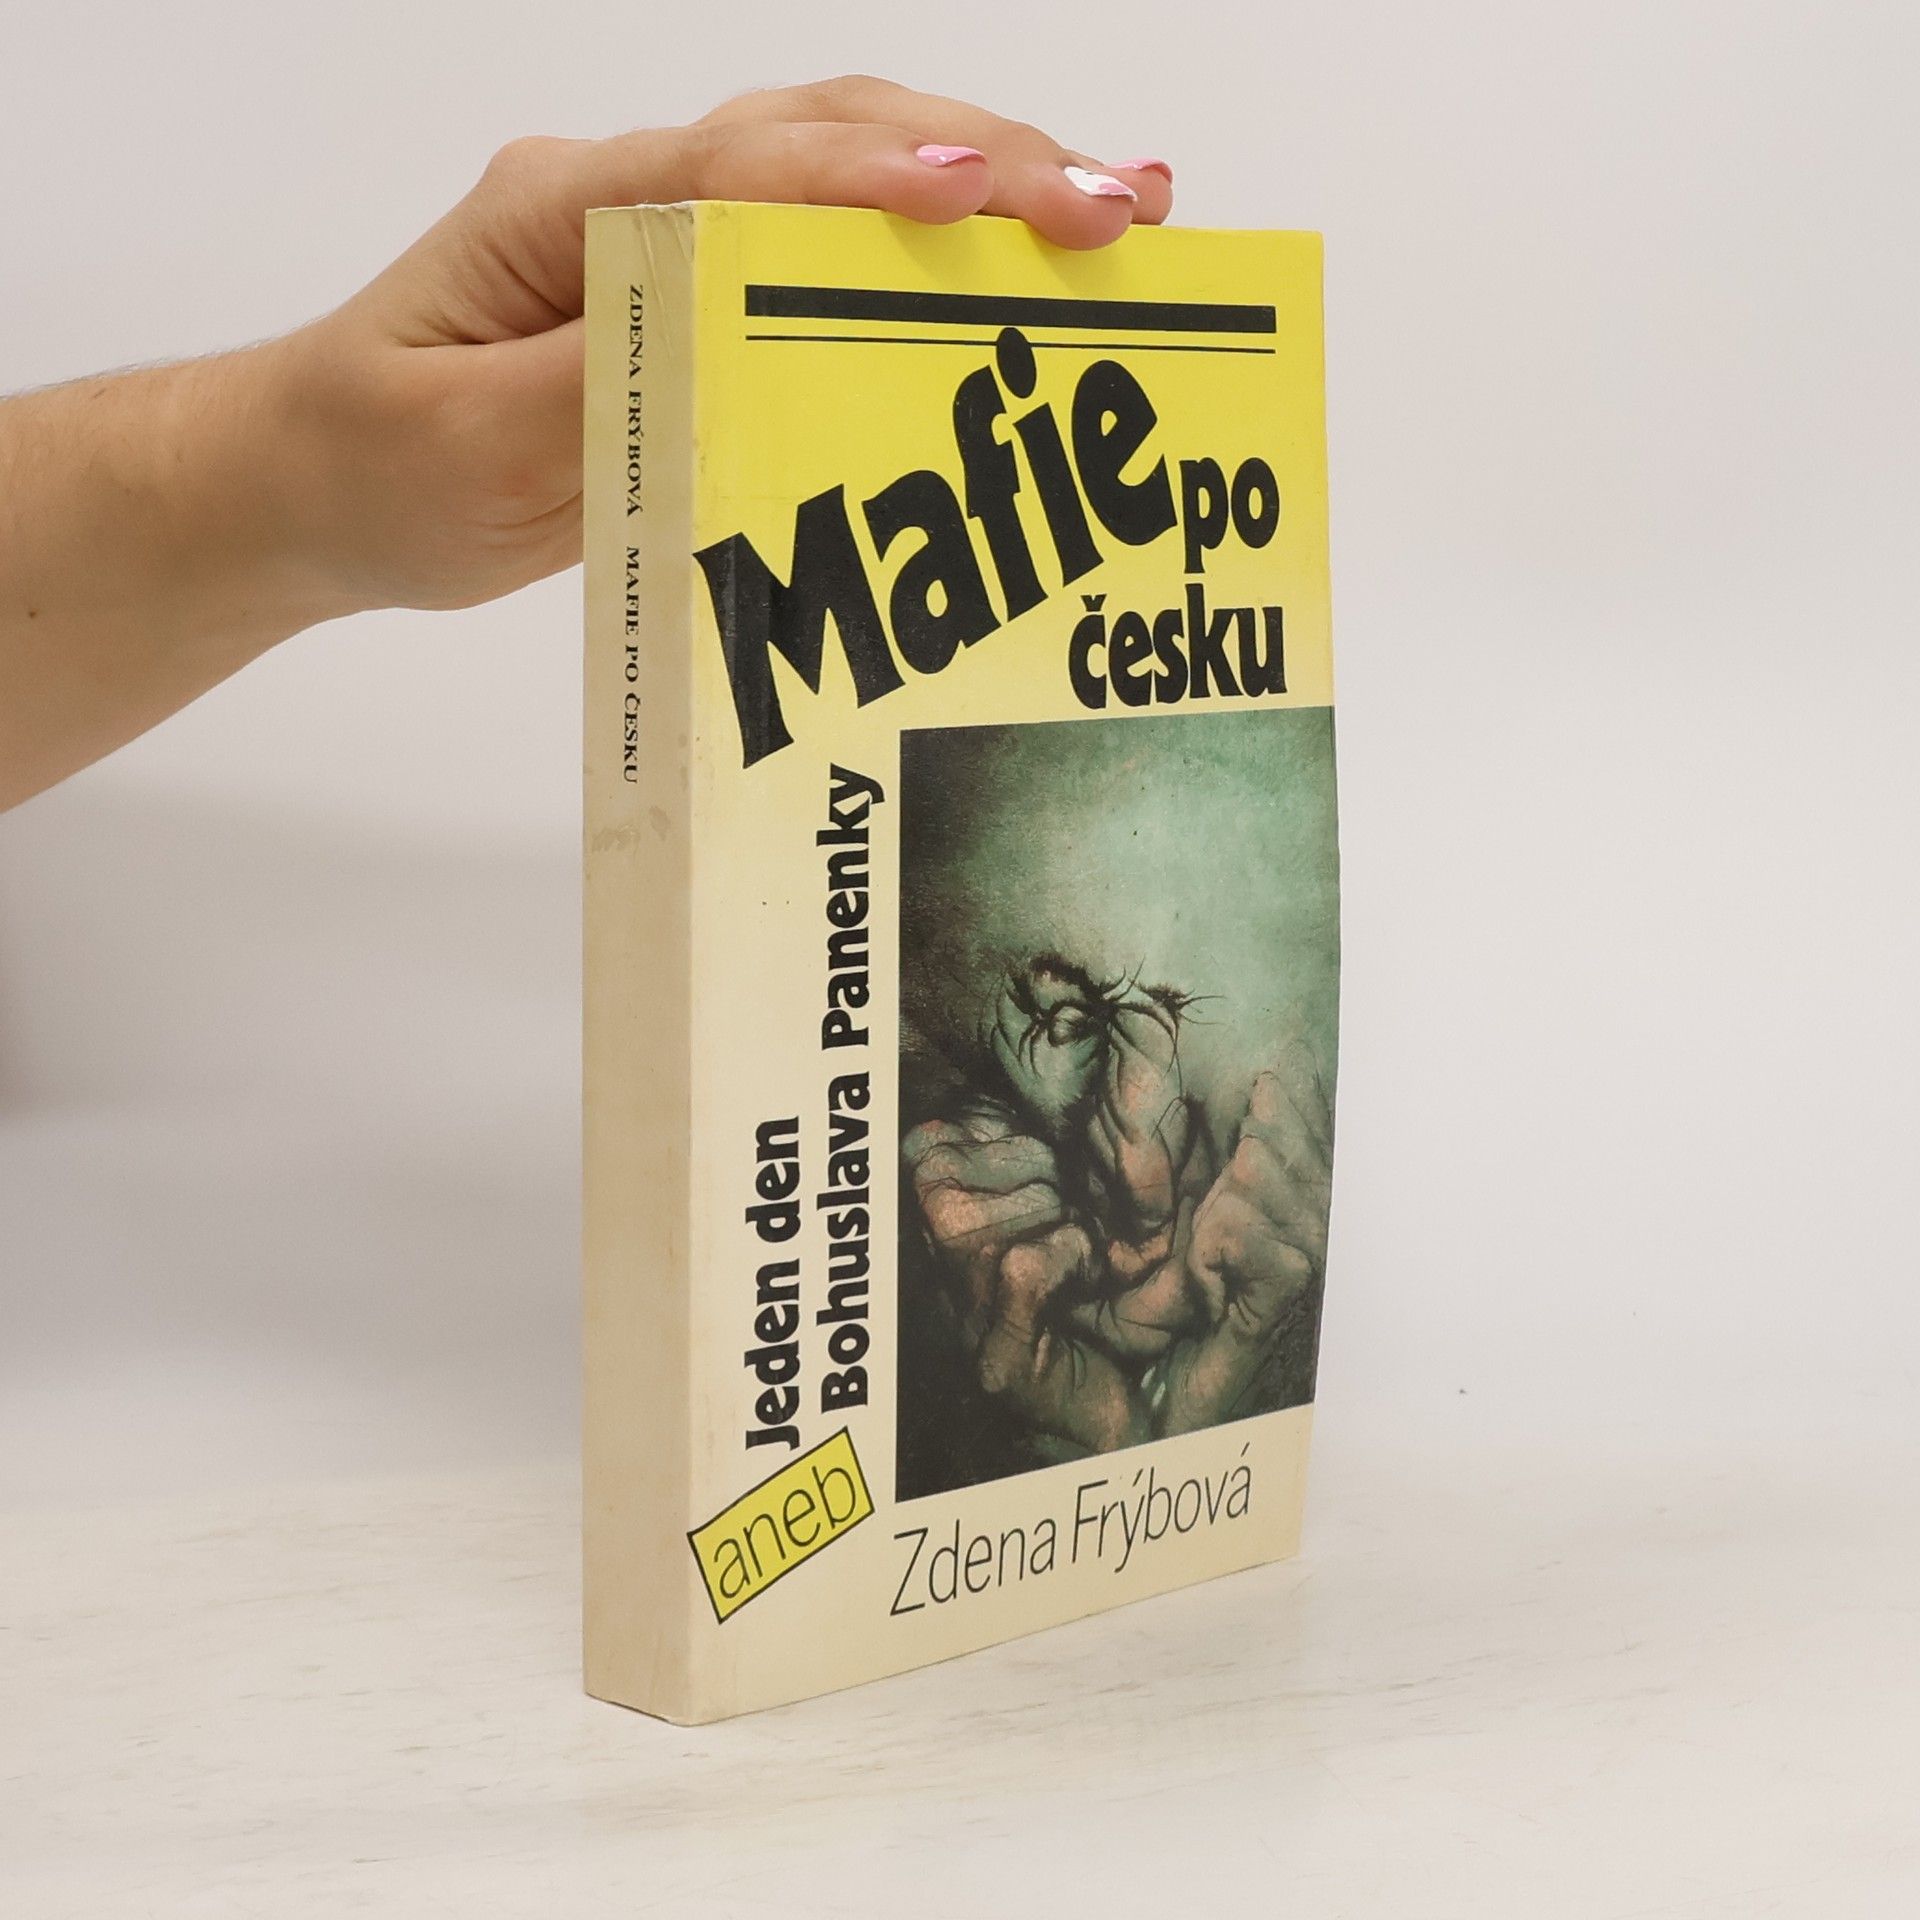 ZDENA FRÝBOVÁ MAFIE PO ČESKU
Mafie po
česku
aneb
Jeden den
Bohuslava Panenky
Zdena Frýbová